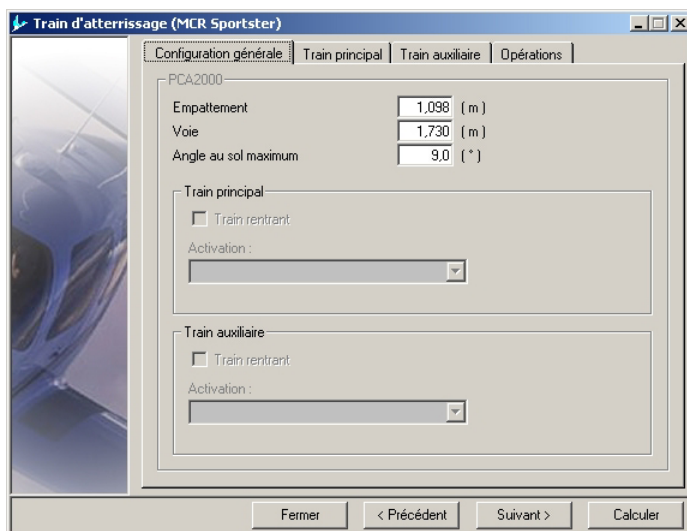 Train d'atterrissage (MCR Sportster)
Configuration générale Train principal Train auxiliaire Opérations
PCA2000
Empattement 1,098 ( m )
Voie 1,730 ( m )
Angle au sol maximum 9,0 ( ° )
Train principal
Train rentrant
Activation :
Train auxiliaire
Train rentrant
Activation :
Fermer < Précédent Suivant > Calculer